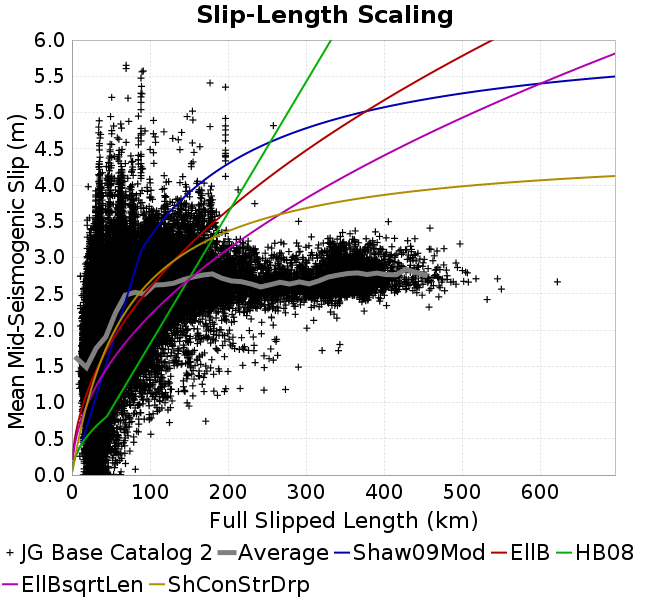 Slip-Length Scaling
Mean Mid-Seismogenic Slip (m)
6.0
5.5
5.0
4.5
4.0
3.5
3.0
2.5
2.0
1.5
1.0
0.5
0.0
0 100 200 300 400 500 600
Full Slipped Length (km)
JG Base Catalog 2 Average Shaw09Mod EllB HB08
EllBsqrtLen ShConStrDrp